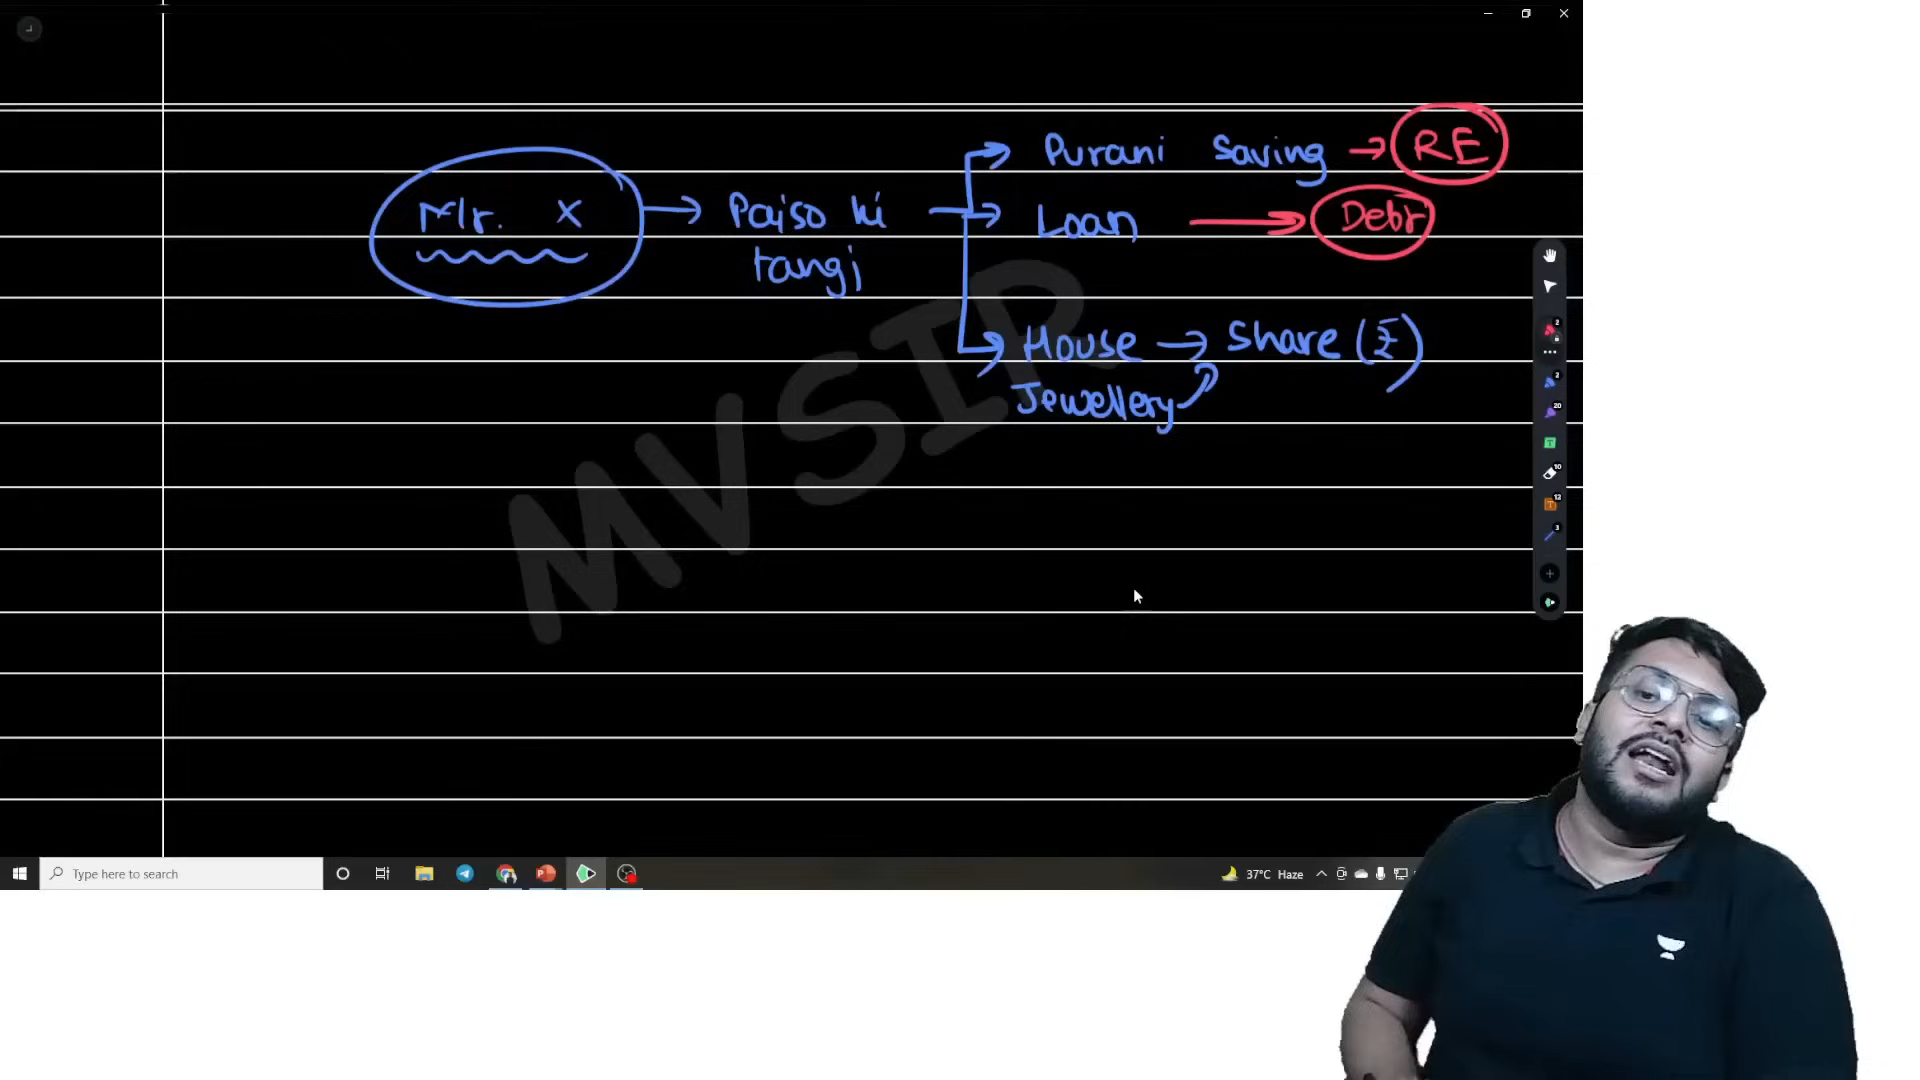 Mr. X → Paiso ki tangi
Purani Saving → RE
Loan → Debt
House → Share (₹)
Jewellery
MVSIR
Type here to search
37°C Haze